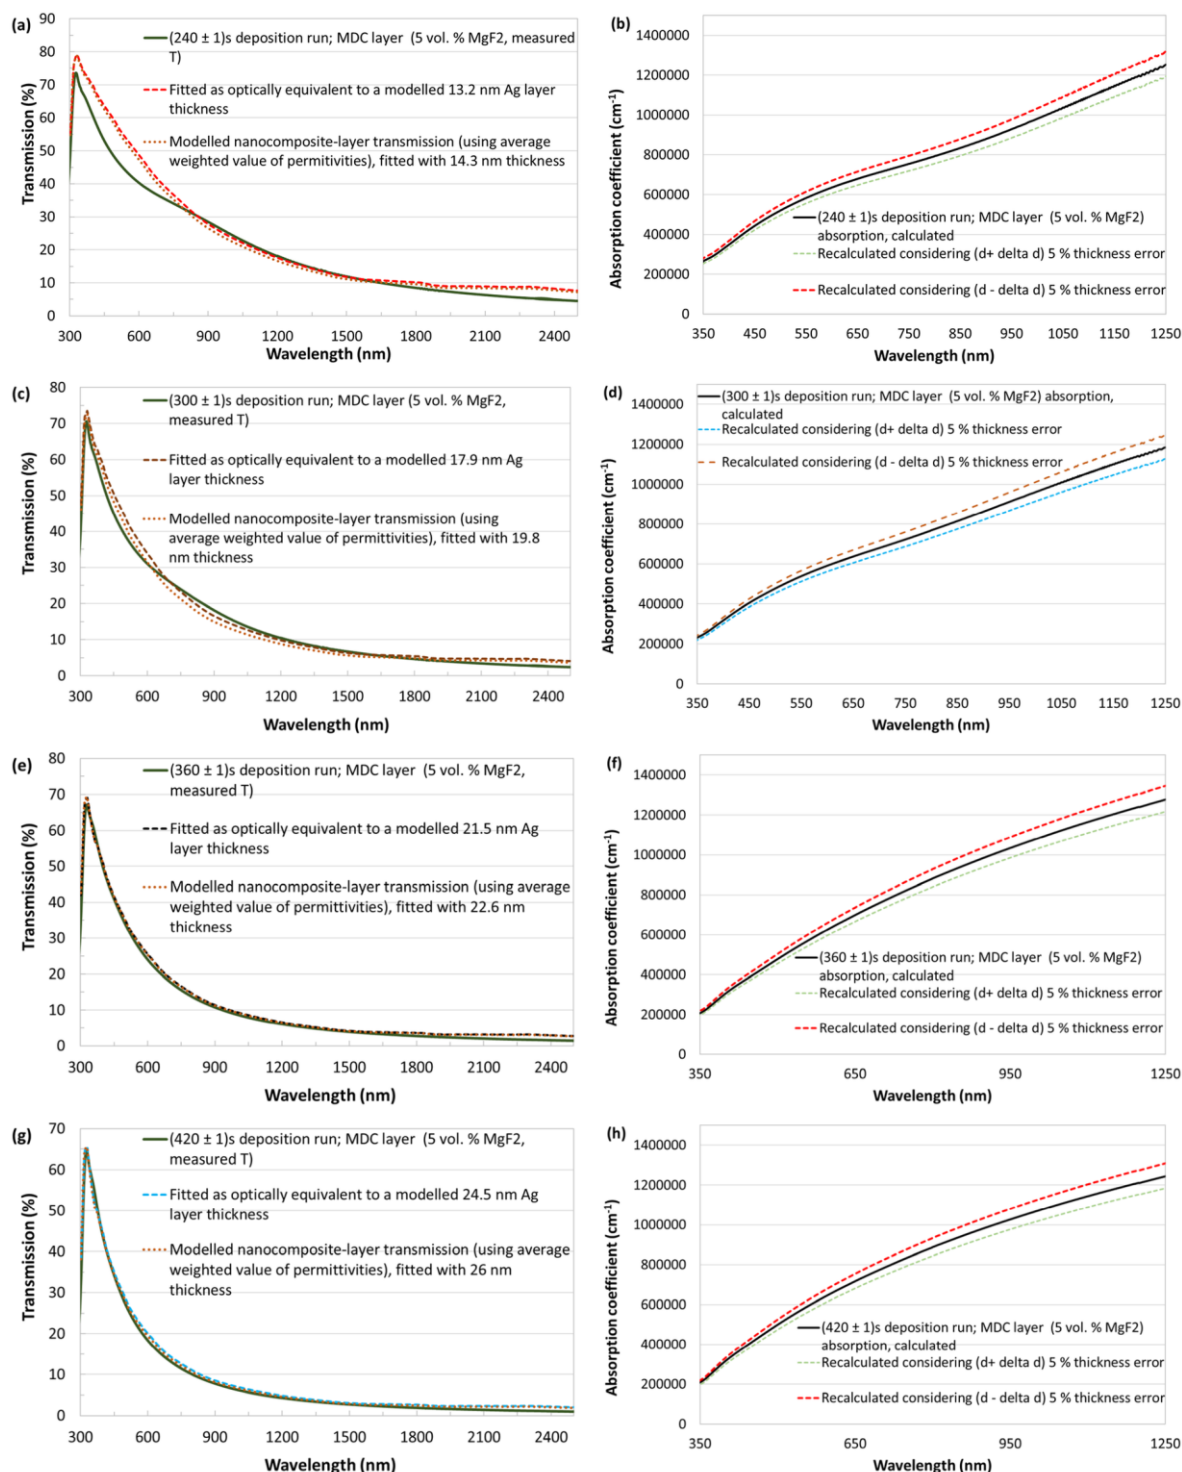 (a)
90
80
70
60
50
40
30
20
10
0
Transmission (%)
(240 ± 1)s deposition run; MDC layer (5 vol. % MgF2, measured
T)
Fitted as optically equivalent to a modelled 13.2 nm Ag layer
thickness
Modelled nanocomposite-layer transmission (using average
weighted value of permitivities), fitted with 14.3 nm thickness
300 600 900 1200 1500 1800 2100 2400
Wavelength (nm)
(b)
1400000
1200000
1000000
800000
600000
400000
200000
0
Absorption coefficient (cm⁻¹)
(240 ± 1)s deposition run; MDC layer (5 vol. % MgF2)
absorption, calculated
Recalculated considering (d+ delta d) 5 % thickness error
Recalculated considering (d - delta d) 5 % thickness error
350 450 550 650 750 850 950 1050 1150 1250
Wavelength (nm)
(c)
80
70
60
50
40
30
20
10
0
Transmission (%)
(300 ± 1)s deposition run; MDC layer (5 vol. % MgF2,
measured T)
Fitted as optically equivalent to a modelled 17.9 nm Ag
layer thickness
Modelled nanocomposite-layer transmission (using
average weighted value of permittivities), fitted with 19.8
nm thickness
300 600 900 1200 1500 1800 2100 2400
Wavelength (nm)
(d)
1400000
1200000
1000000
800000
600000
400000
200000
0
Absorption coefficient (cm⁻¹)
(300 ± 1)s deposition run; MDC layer (5 vol. % MgF2) absorption,
calculated
Recalculated considering (d+ delta d) 5 % thickness error
Recalculated considering (d - delta d) 5 % thickness error
350 450 550 650 750 850 950 1050 1150 1250
Wavelength (nm)
(e)
80
70
60
50
40
30
20
10
0
Transmission (%)
(360 ± 1)s deposition run; MDC layer (5 vol. % MgF2,
measured T)
Fitted as optically equivalent to a modelled 21.5 nm Ag
layer thickness
Modelled nanocomposite-layer transmission (using average
weighted value of permittivities), fitted with 22.6 nm
thickness
300 600 900 1200 1500 1800 2100 2400
Wavelength (nm)
(f)
1400000
1200000
1000000
800000
600000
400000
200000
0
Absorption coefficient (cm⁻¹)
(360 ± 1)s deposition run; MDC layer (5 vol. % MgF2)
absorption, calculated
Recalculated considering (d+ delta d) 5 % thickness error
Recalculated considering (d - delta d) 5 % thickness error
350 650 950 1250
Wavelength (nm)
(g)
70
60
50
40
30
20
10
0
Transmission (%)
(420 ± 1)s deposition run; MDC layer (5 vol. % MgF2,
measured T)
Fitted as optically equivalent to a modelled 24.5 nm Ag
layer thickness
Modelled nanocomposite-layer transmission (using average
weighted value of permittivities), fitted with 26 nm
thickness
300 600 900 1200 1500 1800 2100 2400
Wavelength (nm)
(h)
1400000
1200000
1000000
800000
600000
400000
200000
0
Absorption coefficient (cm⁻¹)
(420 ± 1)s deposition run; MDC layer (5 vol. % MgF2)
absorption, calculated
Recalculated considering (d+ delta d) 5 % thickness error
Recalculated considering (d - delta d) 5 % thickness error
350 650 950 1250
Wavelength (nm)